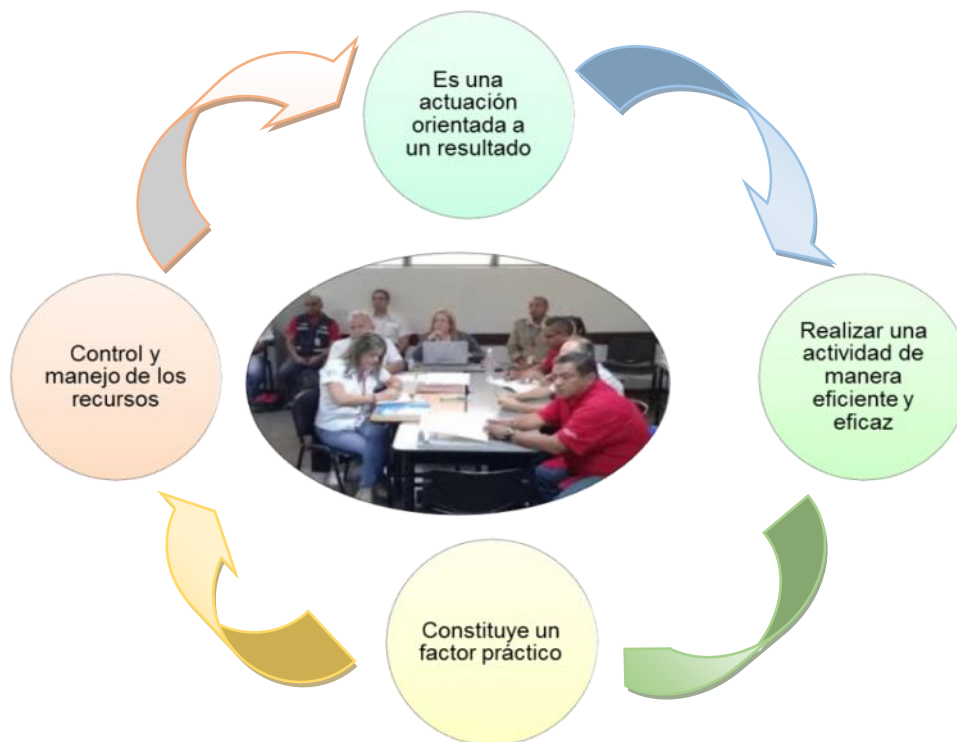 Es una
actuación
orientada a
un resultado
Realizar una
actividad de
manera
eficiente y
eficaz
Constituye un
factor práctico
Control y
manejo de los
recursos